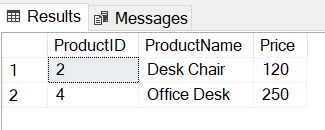 Results Messages
ProductID ProductName Price
1 2 Desk Chair 120
2 4 Office Desk 250